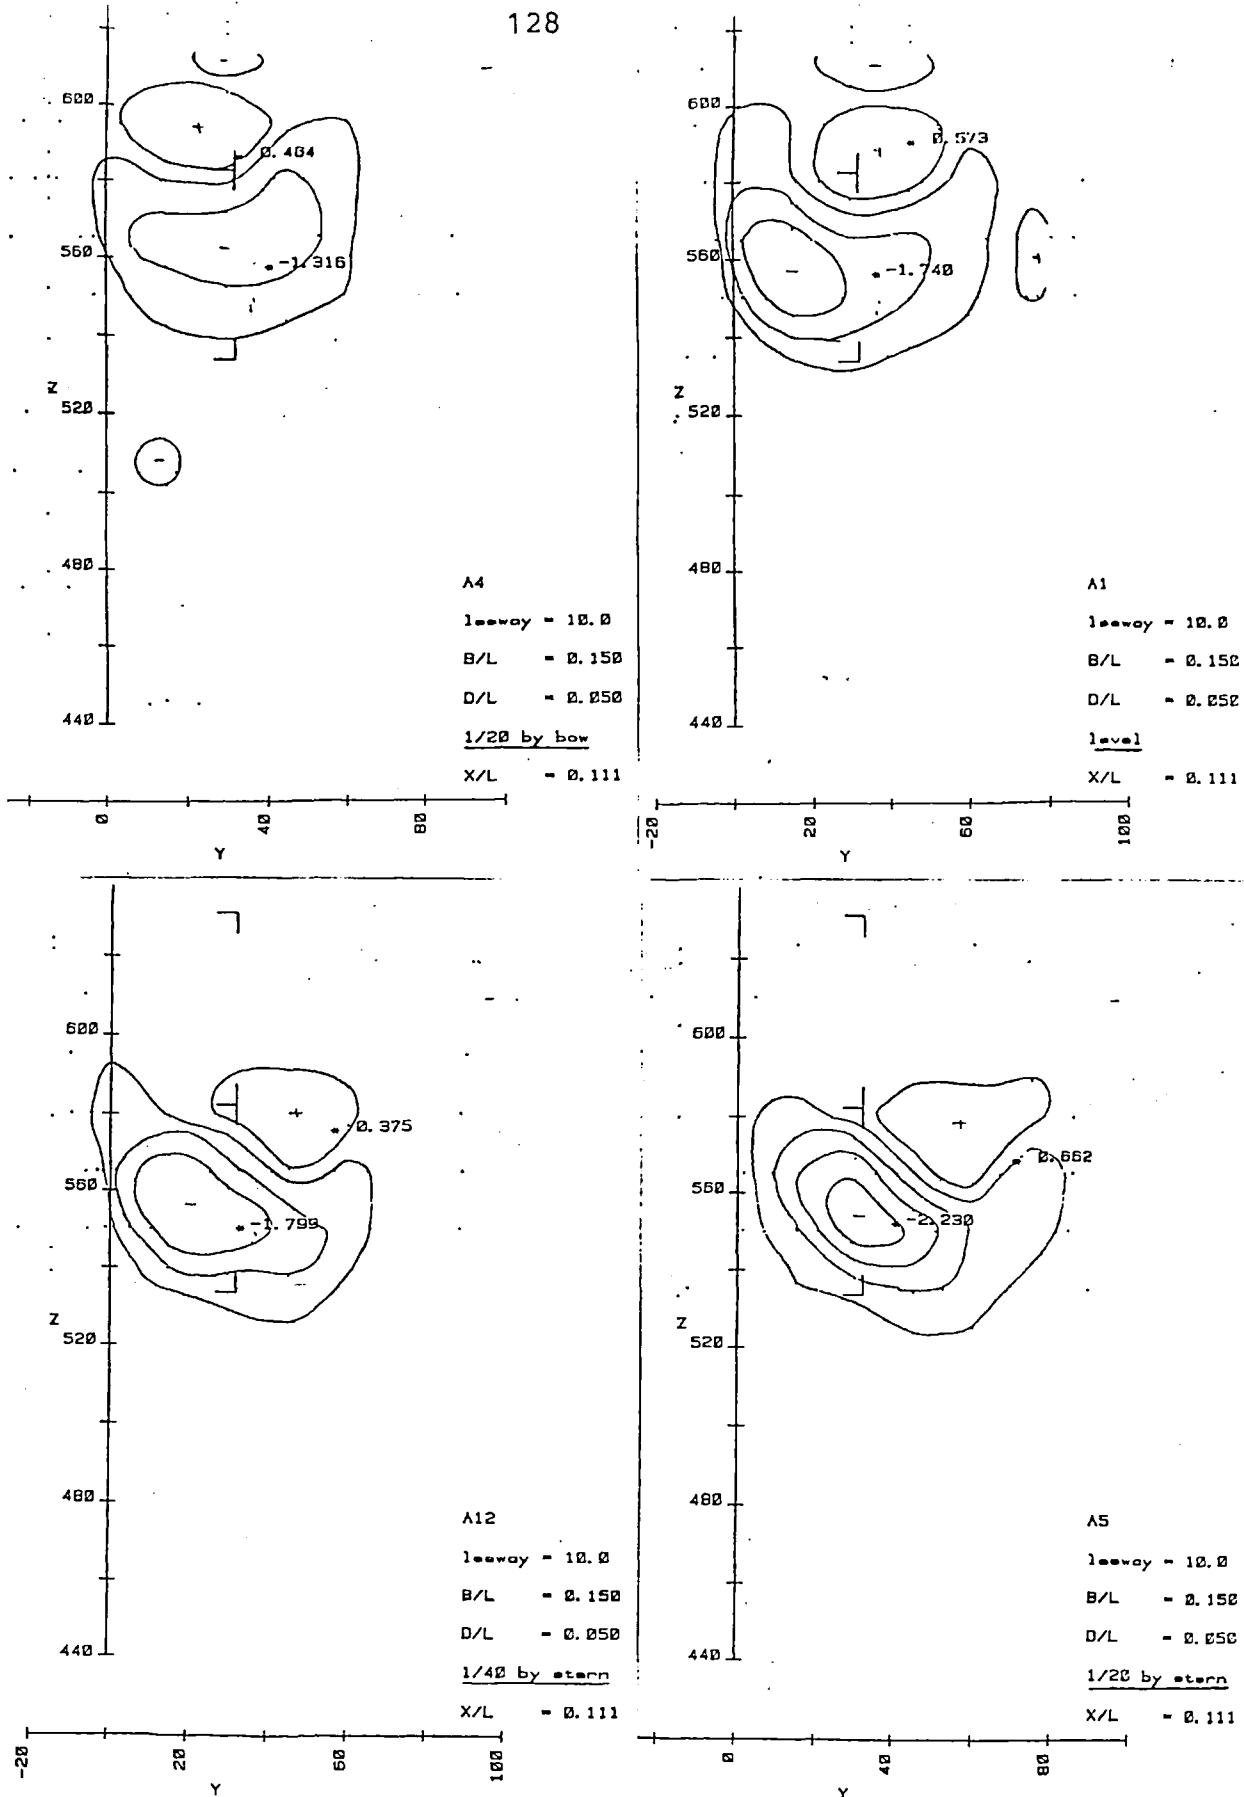 128
600
0.484
560
-1.316
Z
520
480
A4
leeway = 10.0
B/L = 0.150
D/L = 0.050
440
1/20 by bow
X/L = 0.111
0
40
80
Y
600
0.573
560
-1.740
Z
520
480
A1
leeway = 10.0
B/L = 0.150
D/L = 0.050
440
level
X/L = 0.111
-20
20
60
100
Y
600
0.375
560
-1.799
Z
520
480
A12
leeway = 10.0
B/L = 0.150
D/L = 0.050
440
1/40 by stern
X/L = 0.111
-20
20
60
100
Y
600
0.662
560
-2.230
Z
520
480
A5
leeway = 10.0
B/L = 0.150
D/L = 0.050
440
1/20 by stern
X/L = 0.111
0
40
80
Y